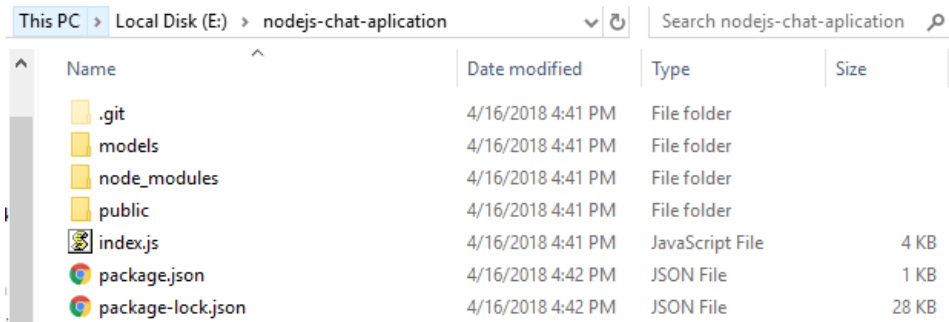 This PC > Local Disk (E:) > nodejs-chat-aplication Search nodejs-chat-aplication
Name Date modified Type Size
.git 4/16/2018 4:41 PM File folder
models 4/16/2018 4:41 PM File folder
node_modules 4/16/2018 4:41 PM File folder
public 4/16/2018 4:41 PM File folder
index.js 4/16/2018 4:41 PM JavaScript File 4 KB
package.json 4/16/2018 4:42 PM JSON File 1 KB
package-lock.json 4/16/2018 4:42 PM JSON File 28 KB